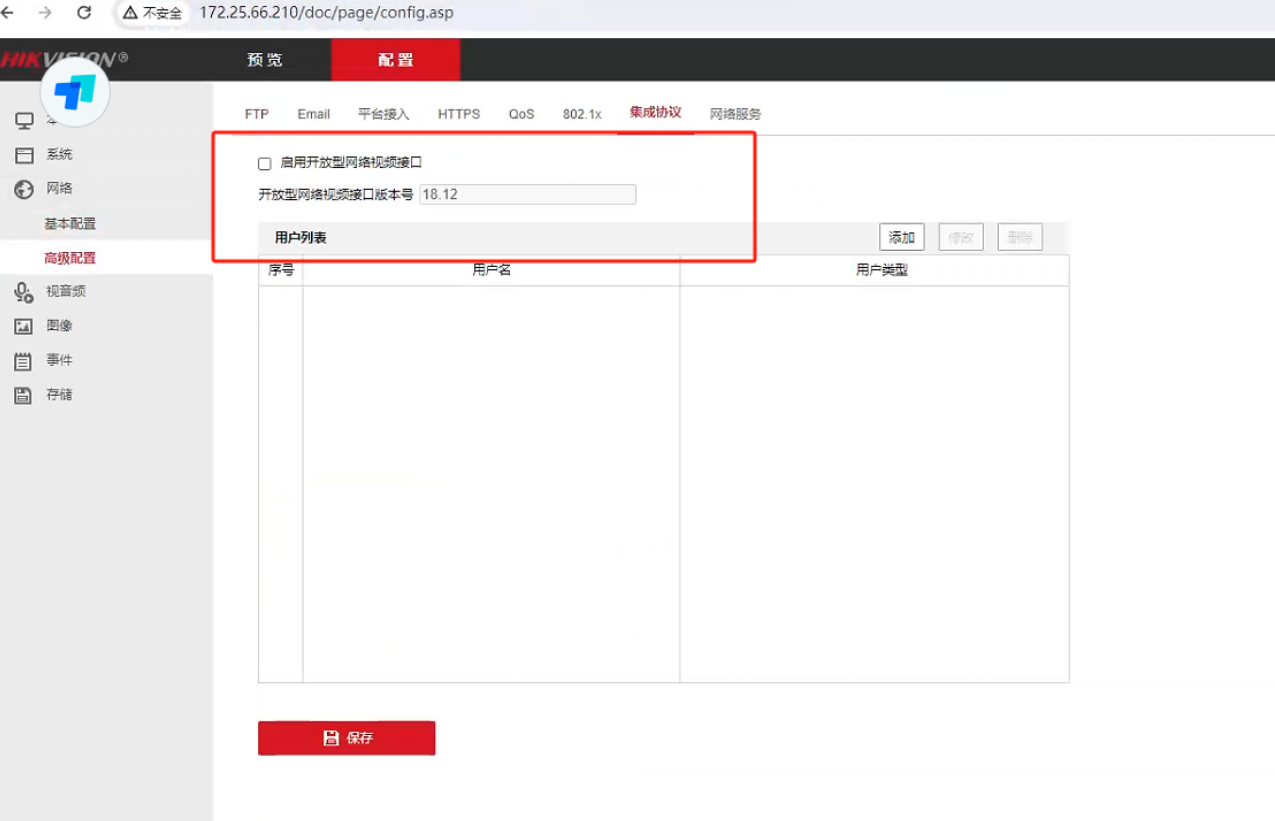 不安全 172.25.66.210/doc/page/config.asp
HIKVISION® 预览 配置
FTP Email 平台接入 HTTPS QoS 802.1x 集成协议 网络服务
系统
网络
基本配置
高级配置
视音频
图像
事件
存储
启用开放型网络视频接口
开放型网络视频接口版本号 18.12
用户列表 添加 修改 删除
序号 用户名 用户类型
保存